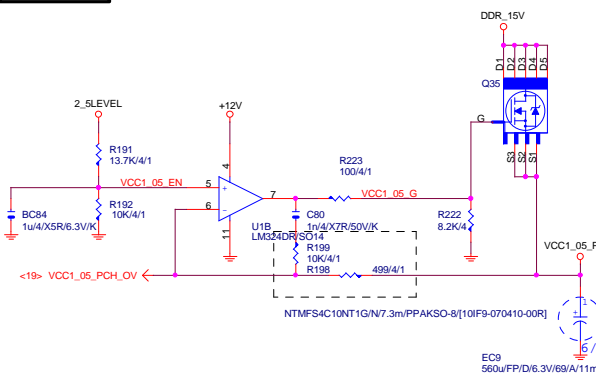 DDR_15V
D1
D2
D3
D4
D5
Q35
G
S3
S2
S1
2_5LEVEL
+12V
R191
13.7K/4/1
VCC1_05_EN
5
6
4
11
7
+
-
R223
100/4/1
VCC1_05_G
BC84
1u/4/X5R/6.3V/K
R192
10K/4/1
U1B
LM324DR/SO14
C80
1n/4/X7R/50V/K
R222
8.2K/4
R199
10K/4/1
R198
499/4/1
<19> VCC1_05_PCH_OV
VCC1_05_P
NTMFS4C10NT1G/N/7.3m/PPAKSO-8/[10IF9-070410-00R]
1
+
6/
EC9
560u/FP/D/6.3V/69/A/11m